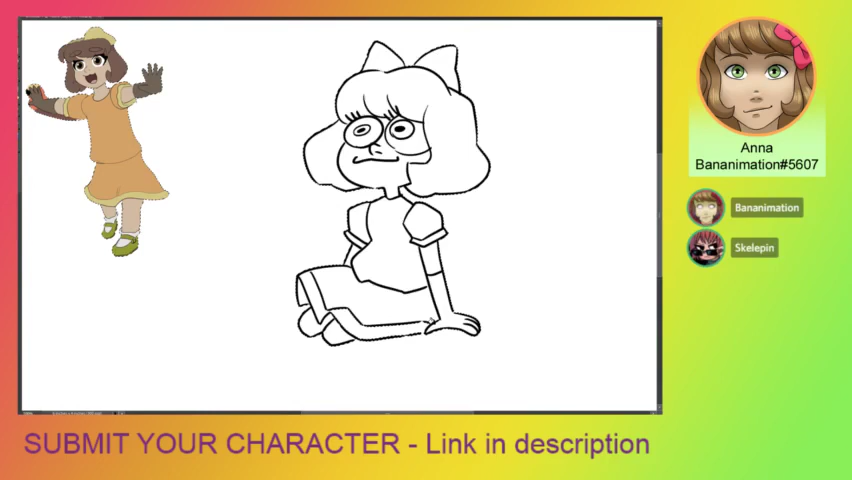 Anna
Bananimation#5607
Bananimation
Skelepin
SUBMIT YOUR CHARACTER - Link in description